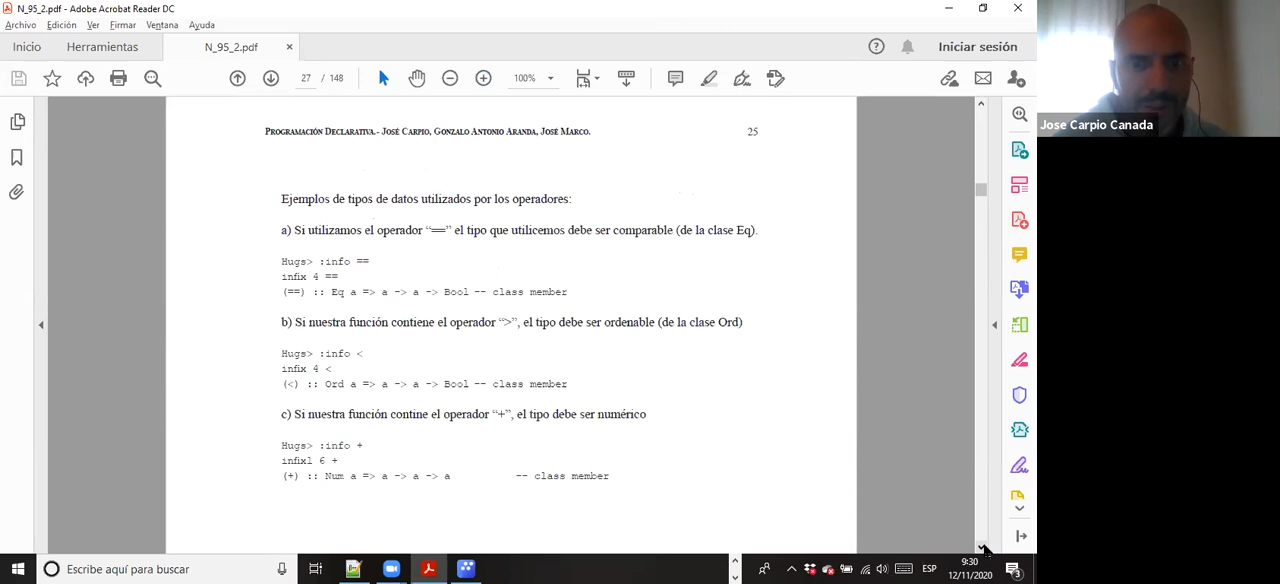 N_95_2.pdf - Adobe Acrobat Reader DC
Archivo Edición Ver Firmar Ventana Ayuda
Inicio Herramientas N_95_2.pdf × Iniciar sesión
27 / 148 100%
Jose Carpio Canada
PROGRAMACIÓN DECLARATIVA.- JOSÉ CARPIO, GONZALO ANTONIO ARANDA, JOSÉ MARCO. 25
Ejemplos de tipos de datos utilizados por los operadores:
a) Si utilizamos el operador “==” el tipo que utilicemos debe ser comparable (de la clase Eq).
Hugs> :info ==
infix 4 ==
(==) :: Eq a => a -> a -> Bool -- class member
b) Si nuestra función contiene el operador “>”, el tipo debe ser ordenable (de la clase Ord)
Hugs> :info <
infix 4 <
(<) :: Ord a => a -> a -> Bool -- class member
c) Si nuestra función contine el operador “+”, el tipo debe ser numérico
Hugs> :info +
infixl 6 +
(+) :: Num a => a -> a -> a -- class member
Escribe aquí para buscar
ESP
9:30
12/11/2020
3